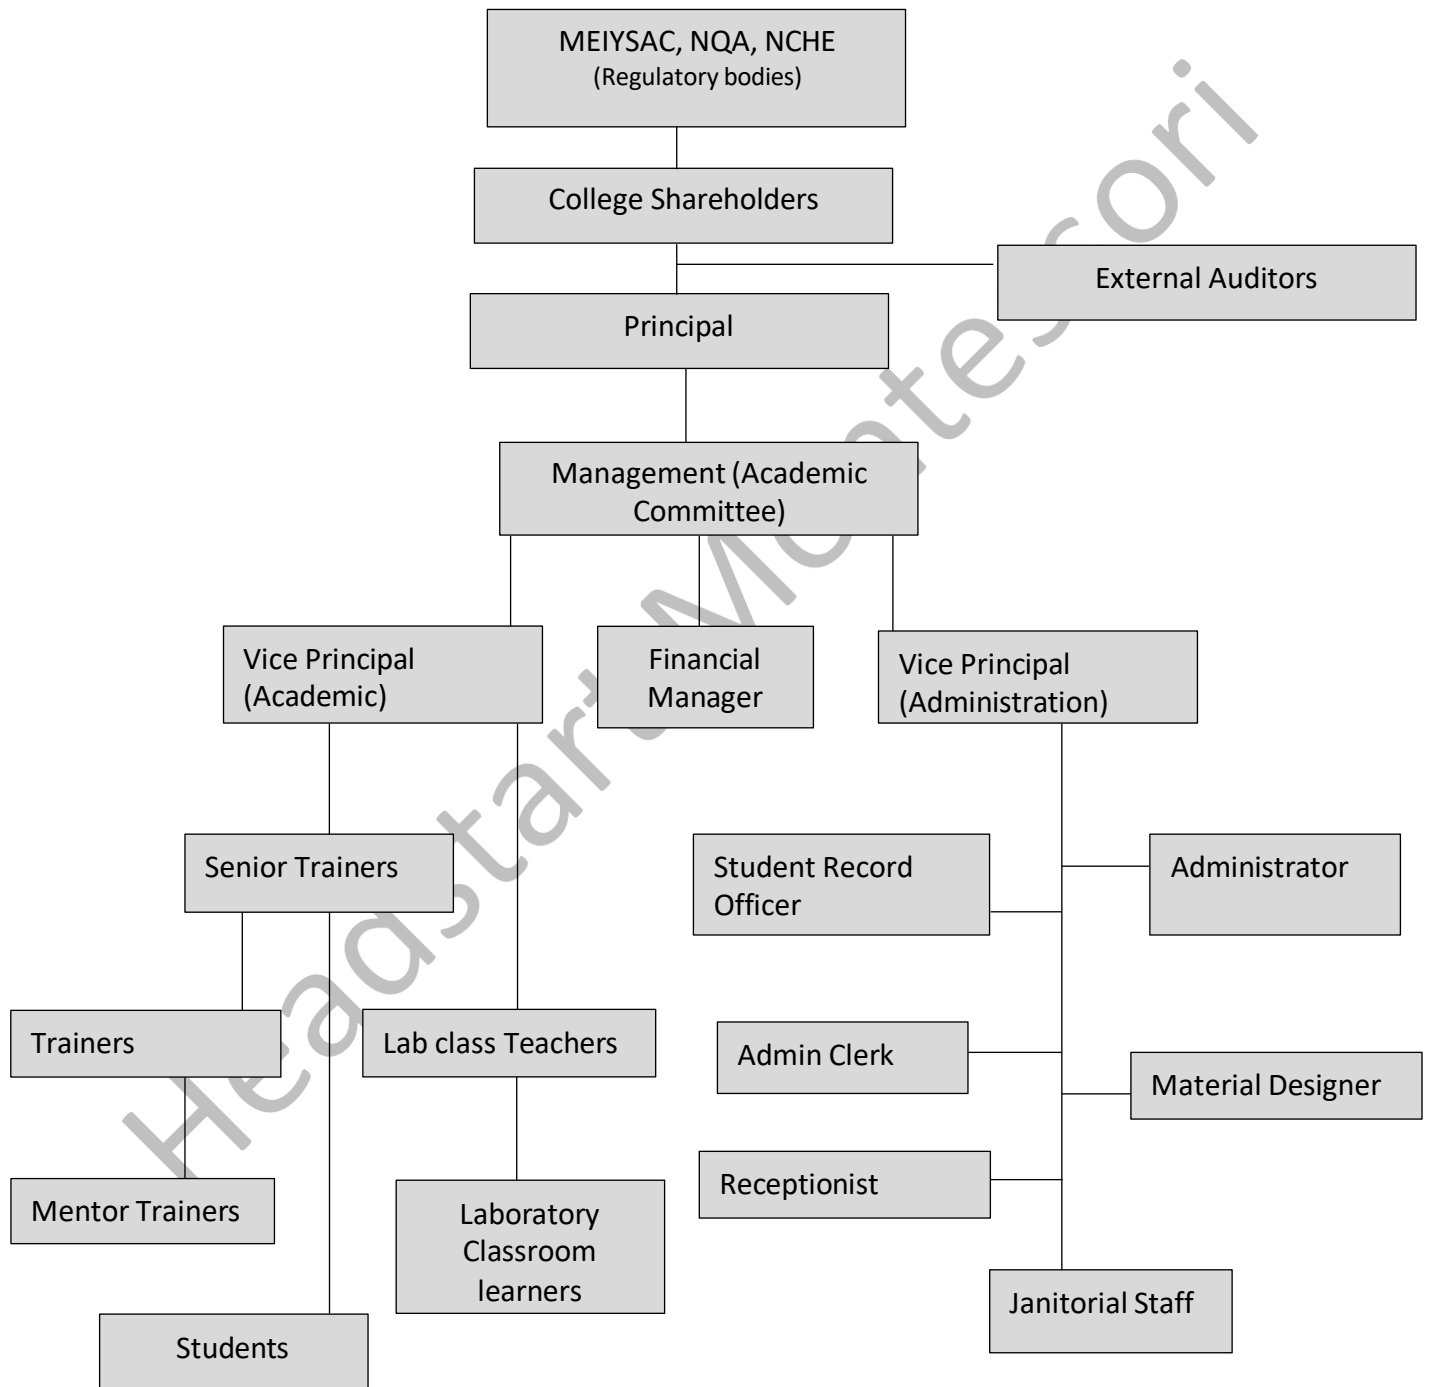 MEIYSAC, NQA, NCHE
(Regulatory bodies)
College Shareholders
External Auditors
Principal
Management (Academic
Committee)
Vice Principal
(Academic)
Financial
Manager
Vice Principal
(Administration)
Senior Trainers
Student Record
Officer
Administrator
Trainers
Lab class Teachers
Admin Clerk
Material Designer
Mentor Trainers
Laboratory
Classroom
learners
Receptionist
Janitorial Staff
Students
Headstart Montessori